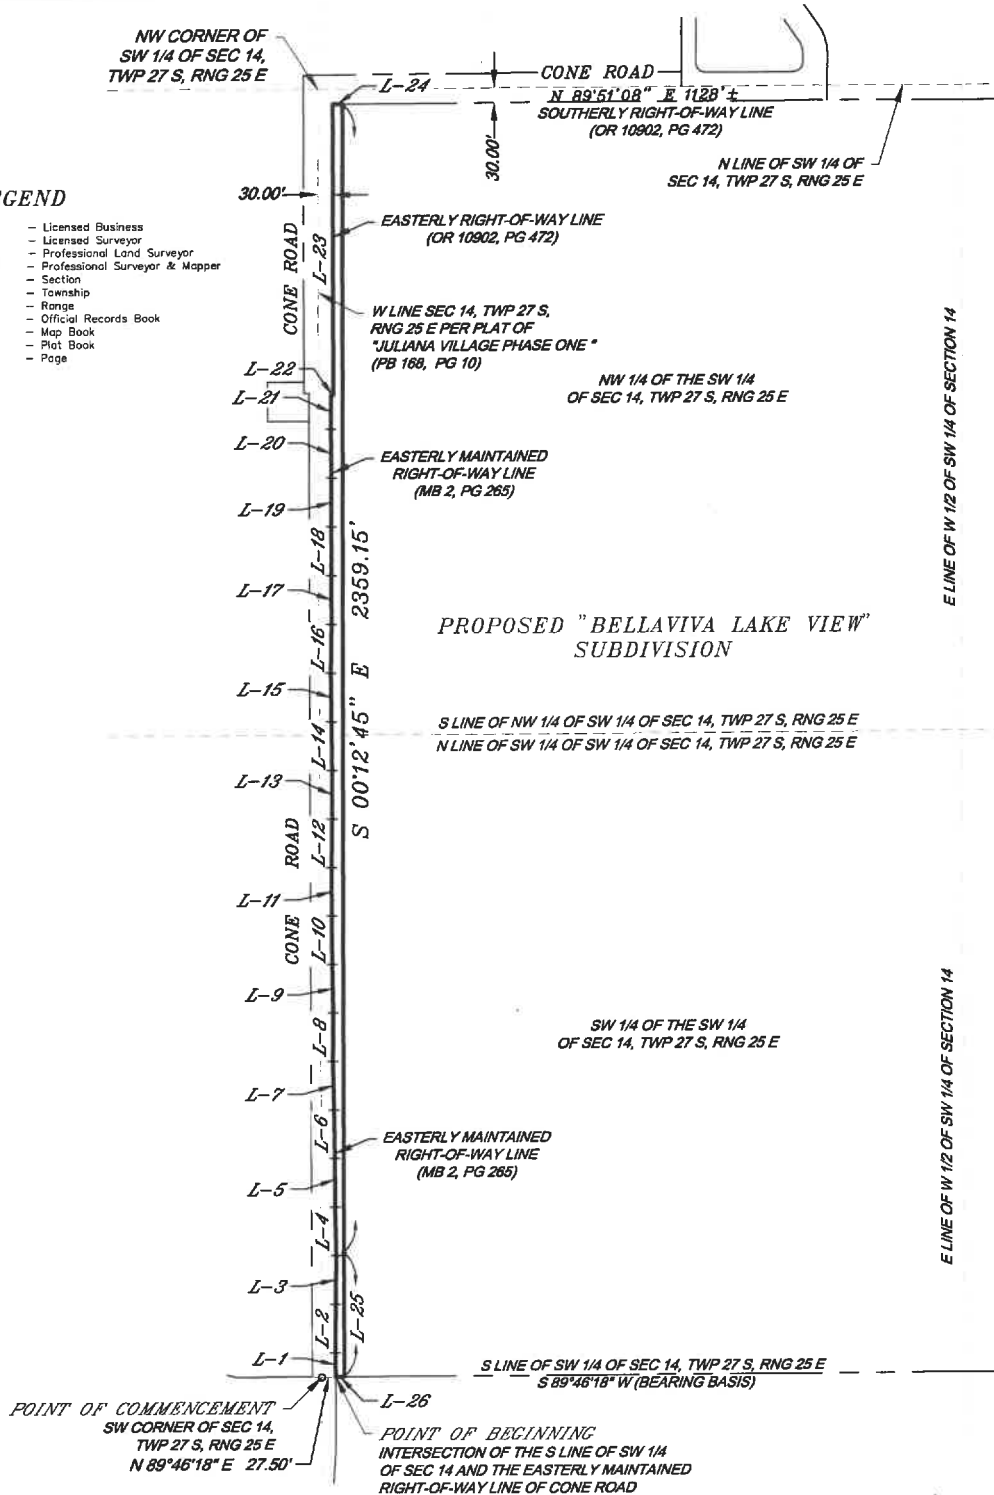 NW CORNER OF
SW 1/4 OF SEC 14,
TWP 27 S, RNG 25 E
L-24
CONE ROAD
N 89°51'08" E 1128'±
SOUTHERLY RIGHT-OF-WAY LINE
(OR 10902, PG 472)
30.00'
N LINE OF SW 1/4 OF
SEC 14, TWP 27 S, RNG 25 E
GEND
- Licensed Business
- Licensed Surveyor
- Professional Land Surveyor
- Professional Surveyor & Mapper
- Section
- Township
- Range
- Official Records Book
- Map Book
- Plat Book
- Page
30.00'
EASTERLY RIGHT-OF-WAY LINE
(OR 10902, PG 472)
CONE ROAD
L-23
W LINE SEC 14, TWP 27 S,
RNG 25 E PER PLAT OF
"JULIANA VILLAGE PHASE ONE"
(PB 168, PG 10)
L-22
L-21
NW 1/4 OF THE SW 1/4
OF SEC 14, TWP 27 S, RNG 25 E
E LINE OF W 1/2 OF SW 1/4 OF SECTION 14
L-20
EASTERLY MAINTAINED
RIGHT-OF-WAY LINE
(MB 2, PG 265)
L-19
L-18
S 00°12'45" E 2359.15'
L-17
L-16
PROPOSED "BELLAVIVA LAKE VIEW"
SUBDIVISION
L-15
L-14
S LINE OF NW 1/4 OF SW 1/4 OF SEC 14, TWP 27 S, RNG 25 E
N LINE OF SW 1/4 OF SW 1/4 OF SEC 14, TWP 27 S, RNG 25 E
L-13
L-12
CONE ROAD
L-11
L-10
L-9
L-8
SW 1/4 OF THE SW 1/4
OF SEC 14, TWP 27 S, RNG 25 E
E LINE OF W 1/2 OF SW 1/4 OF SECTION 14
L-7
L-6
EASTERLY MAINTAINED
RIGHT-OF-WAY LINE
(MB 2, PG 265)
L-5
L-4
L-3
L-2
L-25
L-1
S LINE OF SW 1/4 OF SEC 14, TWP 27 S, RNG 25 E
S 89°46'18" W (BEARING BASIS)
L-26
POINT OF COMMENCEMENT
SW CORNER OF SEC 14,
TWP 27 S, RNG 25 E
N 89°46'18" E 27.50'
POINT OF BEGINNING
INTERSECTION OF THE S LINE OF SW 1/4
OF SEC 14 AND THE EASTERLY MAINTAINED
RIGHT-OF-WAY LINE OF CONE ROAD